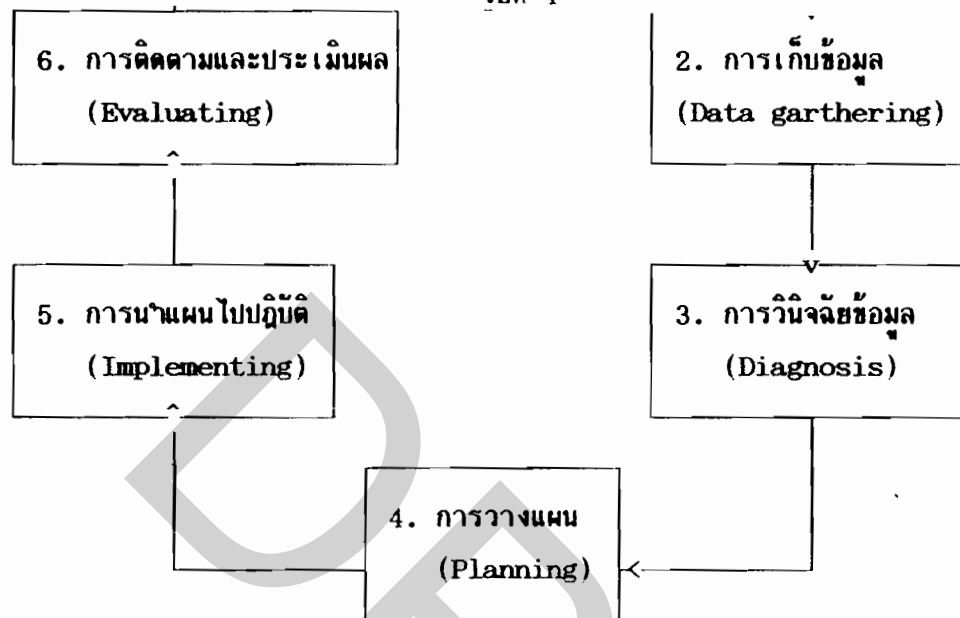 6. การติดตามและประเมินผล
(Evaluating)
2. การเก็บข้อมูล
(Data garthering)
5. การนำแผนไปปฏิบัติ
(Implementing)
3. การวินิจฉัยข้อมูล
(Diagnosis)
4. การวางแผน
(Planning)